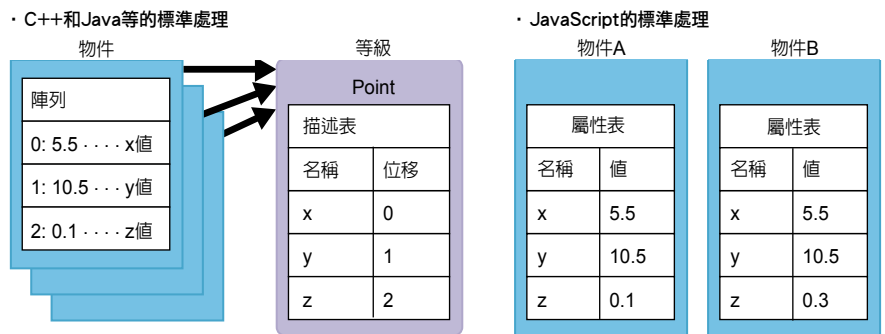 ・C++和Java等的標準處理
物件
陣列
0: 5.5 ‥‥ x值
1: 10.5 ‥‥ y值
2: 0.1 ‥‥ z值
等級
Point
描述表
名稱 位移
x 0
y 1
z 2
・JavaScript的標準處理
物件A
屬性表
名稱 值
x 5.5
y 10.5
z 0.1
物件B
屬性表
名稱 值
x 5.5
y 10.5
z 0.3